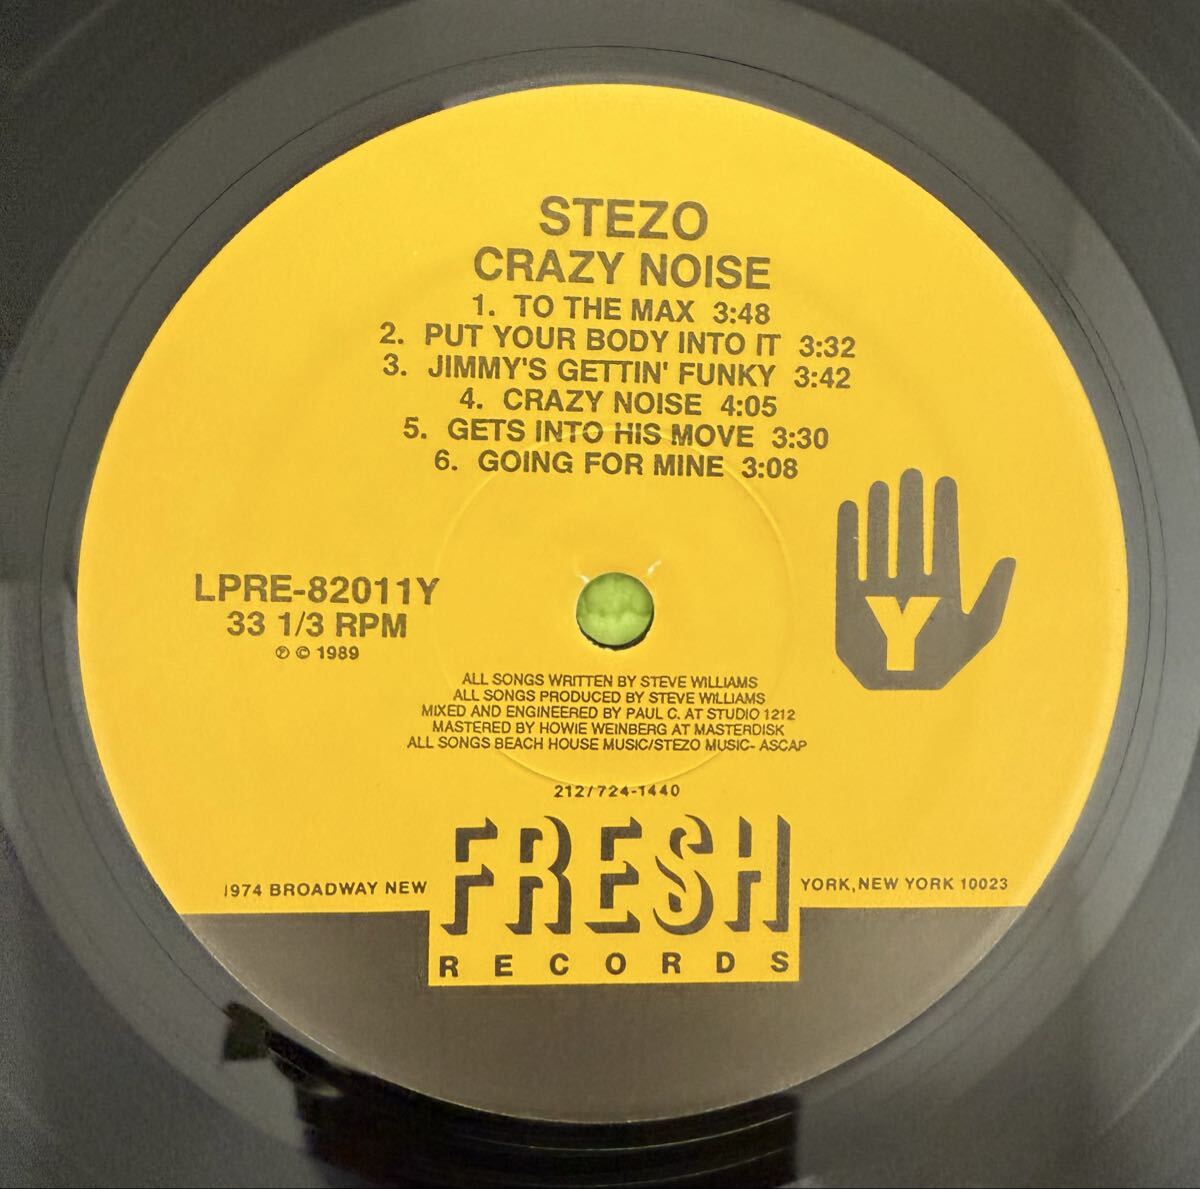 STEZO
CRAZY NOISE
1. TO THE MAX 3:48
2. PUT YOUR BODY INTO IT 3:32
3. JIMMY'S GETTIN' FUNKY 3:42
4. CRAZY NOISE 4:05
5. GETS INTO HIS MOVE 3:30
6. GOING FOR MINE 3:08
LPRE-82011Y
33 1/3 RPM
℗ © 1989
Y
ALL SONGS WRITTEN BY STEVE WILLIAMS
ALL SONGS PRODUCED BY STEVE WILLIAMS
MIXED AND ENGINEERED BY PAUL C. AT STUDIO 1212
MASTERED BY HOWIE WEINBERG AT MASTERDISK
ALL SONGS BEACH HOUSE MUSIC/STEZO MUSIC- ASCAP
212/724-1440
1974 BROADWAY NEW YORK, NEW YORK 10023
FRESH
RECORDS